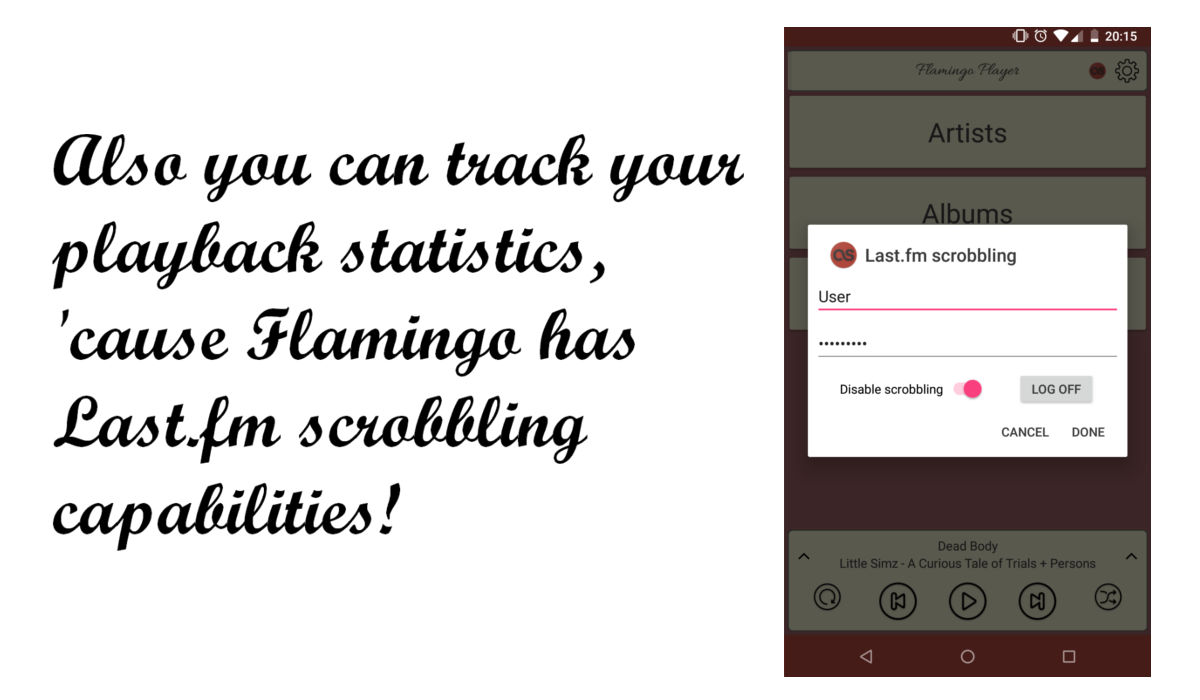 Also you can track your
playback statistics,
'cause Flamingo has
Last.fm scrobbling
capabilities!
20:15
Flamingo Player
Artists
Albums
Last.fm scrobbling
User
•••••••••
Disable scrobbling
LOG OFF
CANCEL DONE
Dead Body
Little Simz - A Curious Tale of Trials + Persons